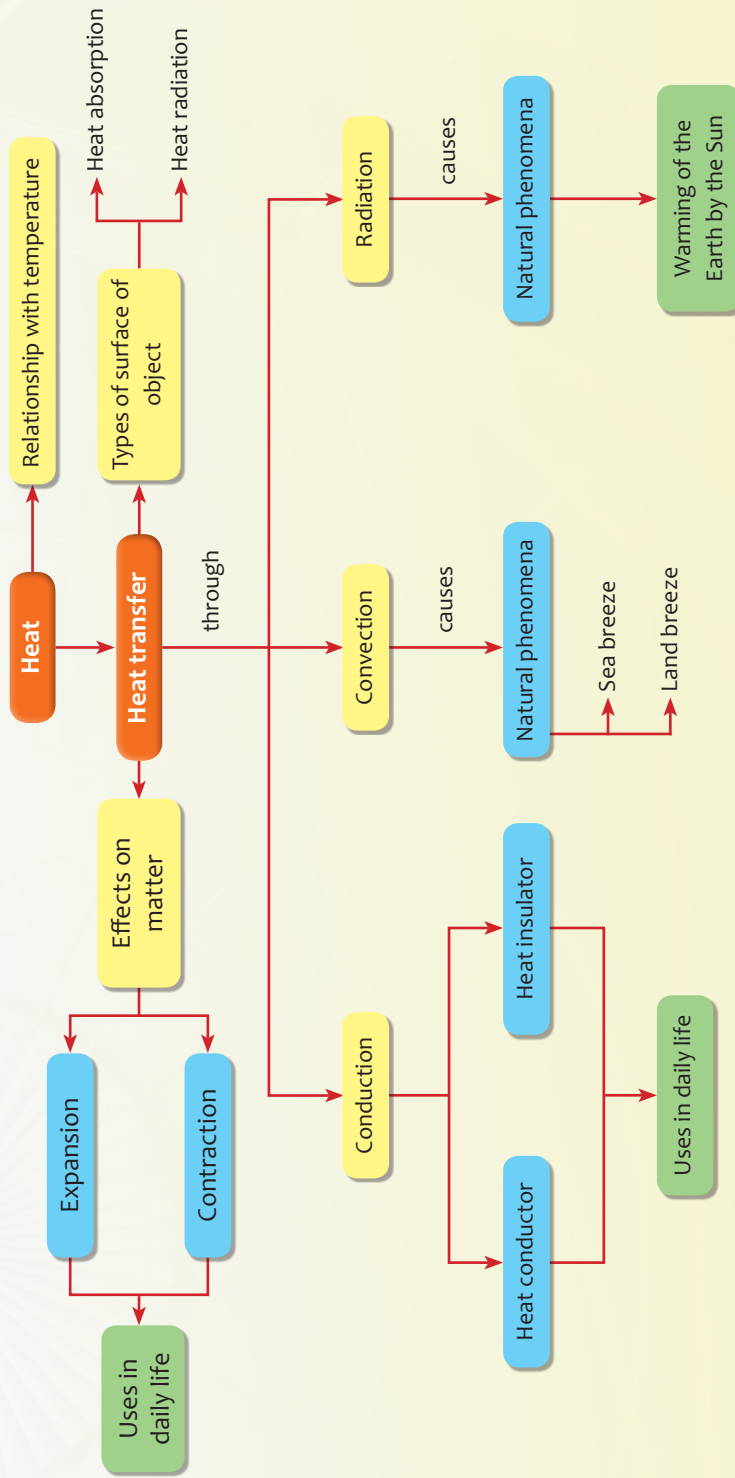 Heat
Relationship with temperature
Heat transfer
Types of surface of
object
Heat absorption
Heat radiation
Effects on
matter
Expansion
Contraction
Uses in
daily life
through
Conduction
Heat conductor
Heat insulator
Uses in daily life
Convection
causes
Natural phenomena
Sea breeze
Land breeze
Radiation
causes
Natural phenomena
Warming of the
Earth by the Sun